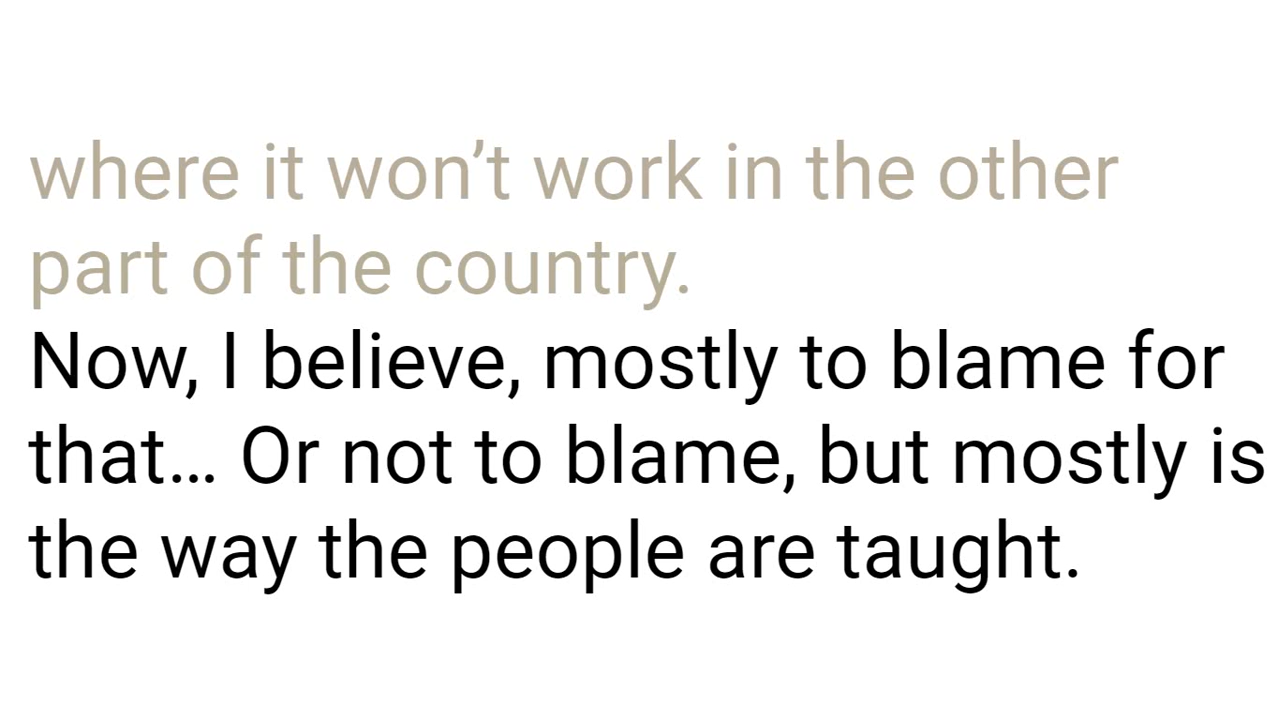 where it won’t work in the other
part of the country.
Now, I believe, mostly to blame for
that… Or not to blame, but mostly is
the way the people are taught.